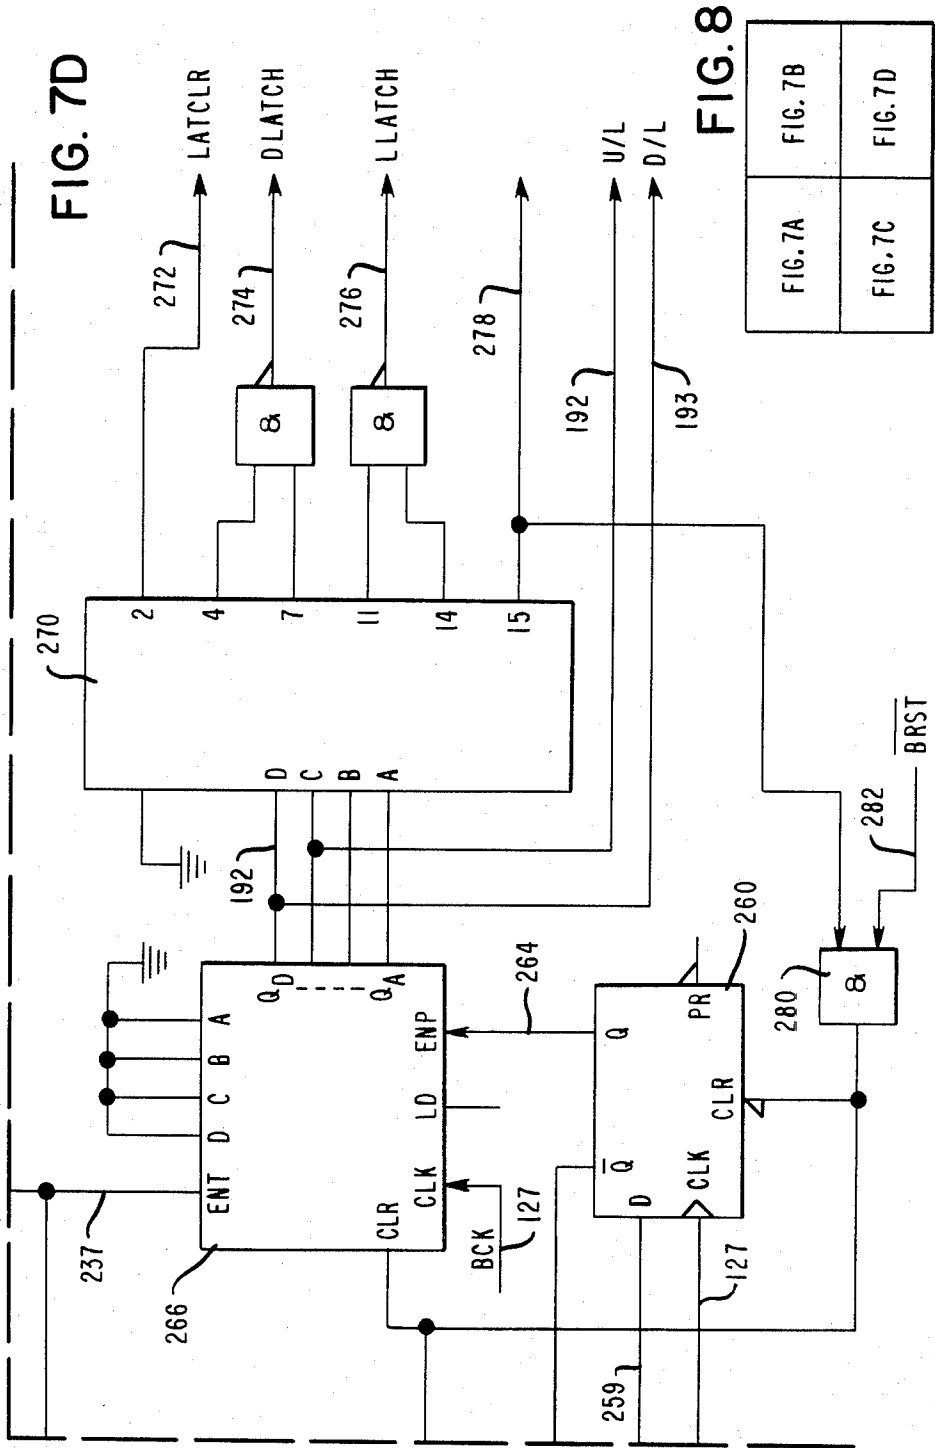 FIG. 7D
272
LATCLR
274
DLATCH
276
LLATCH
278
192
U/L
193
D/L
&
&
270
2
4
7
11
14
15
D
C
B
A
192
237
266
ENT
D
C
B
A
QD
QA
CLR
CLK
LD
ENP
BCK
127
264
260
Q
Q
D
CLK
CLR
PR
259
127
280
&
282
BRST
FIG. 8
FIG. 7A
FIG. 7B
FIG. 7C
FIG. 7D